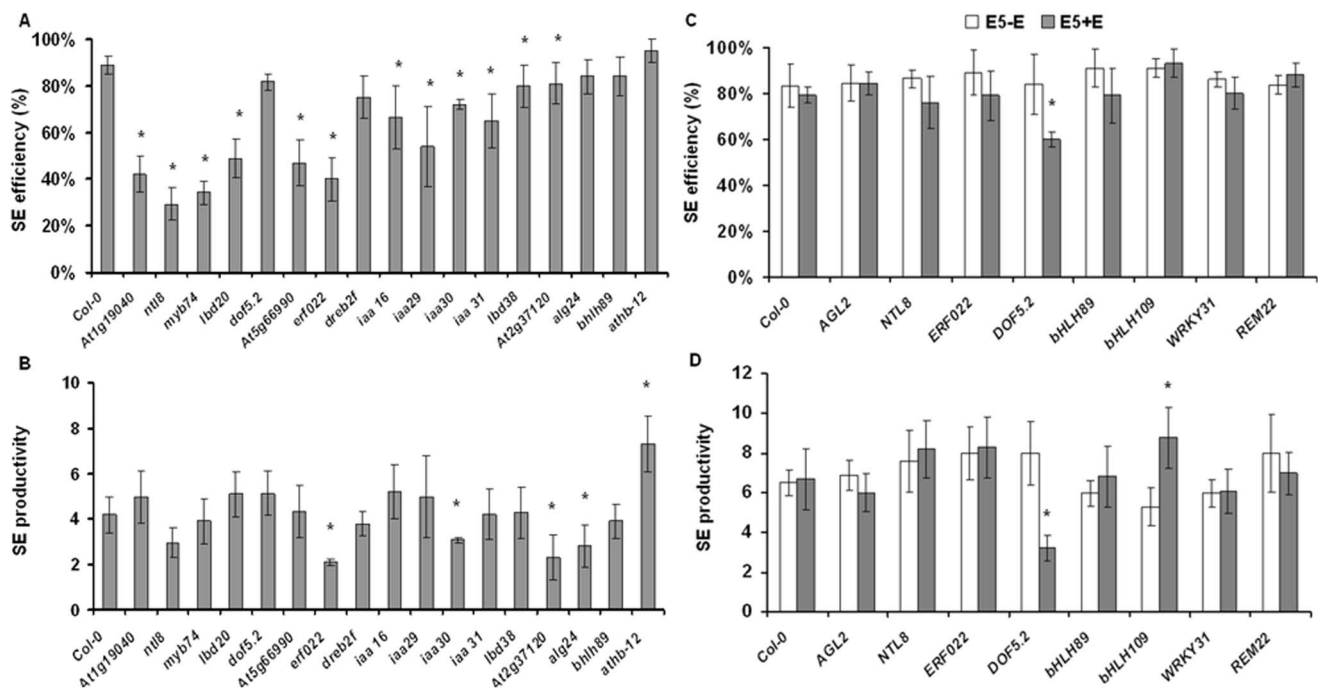 A
SE efficiency (%)
100%
80%
60%
40%
20%
0%
* * * * * * * * * * * *
Col-0
At1g19040
ntl8
myb74
lbd20
dof5.2
At5g66990
erf022
dreb2f
iaa 16
iaa29
iaa30
iaa 31
lbd38
At2g37120
alg24
bhlh89
athb-12
B
SE productivity
10
8
6
4
2
0
* * * * *
Col-0
At1g19040
ntl8
myb74
lbd20
dof5.2
At5g66990
erf022
dreb2f
iaa 16
iaa29
iaa30
iaa 31
lbd38
At2g37120
alg24
bhlh89
athb-12
C
E5-E E5+E
SE efficiency (%)
100%
80%
60%
40%
20%
0%
*
Col-0
AGL2
NTL8
ERF022
DOF5.2
bHLH89
bHLH109
WRKY31
REM22
D
SE productivity
12
10
8
6
4
2
0
* *
Col-0
AGL2
NTL8
ERF022
DOF5.2
bHLH89
bHLH109
WRKY31
REM22